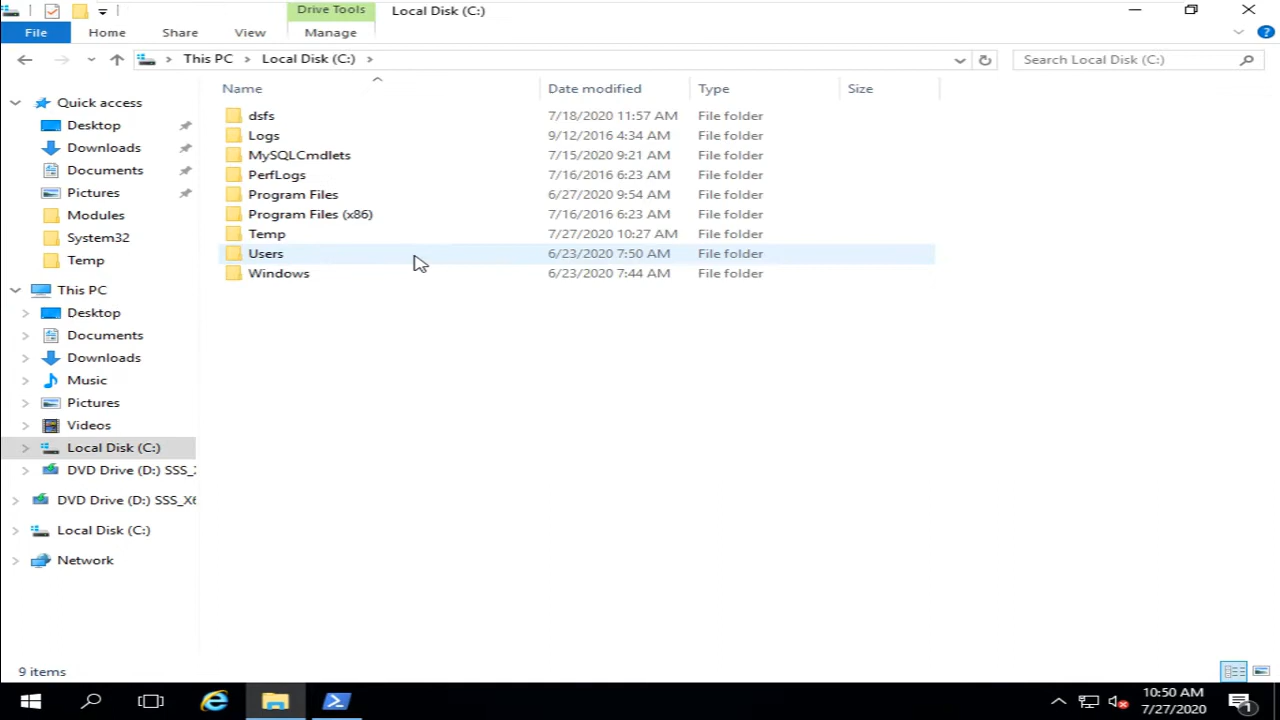 Drive Tools
Local Disk (C:)
File
Home
Share
View
Manage
This PC
Local Disk (C:)
Search Local Disk (C:)
Name
Date modified
Type
Size
Quick access
Desktop
Downloads
Documents
Pictures
Modules
System32
Temp
This PC
Desktop
Documents
Downloads
Music
Pictures
Videos
Local Disk (C:)
DVD Drive (D:) SSS_
DVD Drive (D:) SSS_X6
Local Disk (C:)
Network
dsfs 7/18/2020 11:57 AM File folder
Logs 9/12/2016 4:34 AM File folder
MySQLCmdlets 7/15/2020 9:21 AM File folder
PerfLogs 7/16/2016 6:23 AM File folder
Program Files 6/27/2020 9:54 AM File folder
Program Files (x86) 7/16/2016 6:23 AM File folder
Temp 7/27/2020 10:27 AM File folder
Users 6/23/2020 7:50 AM File folder
Windows 6/23/2020 7:44 AM File folder
9 items
10:50 AM
7/27/2020
1